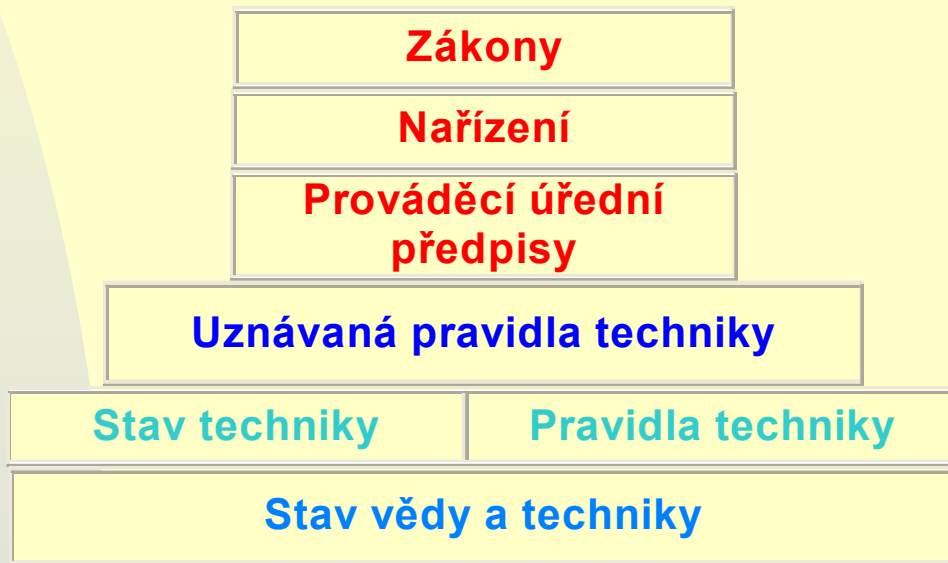 Zákony
Nařízení
Prováděcí úřední
předpisy
Uznávaná pravidla techniky
Stav techniky
Pravidla techniky
Stav vědy a techniky